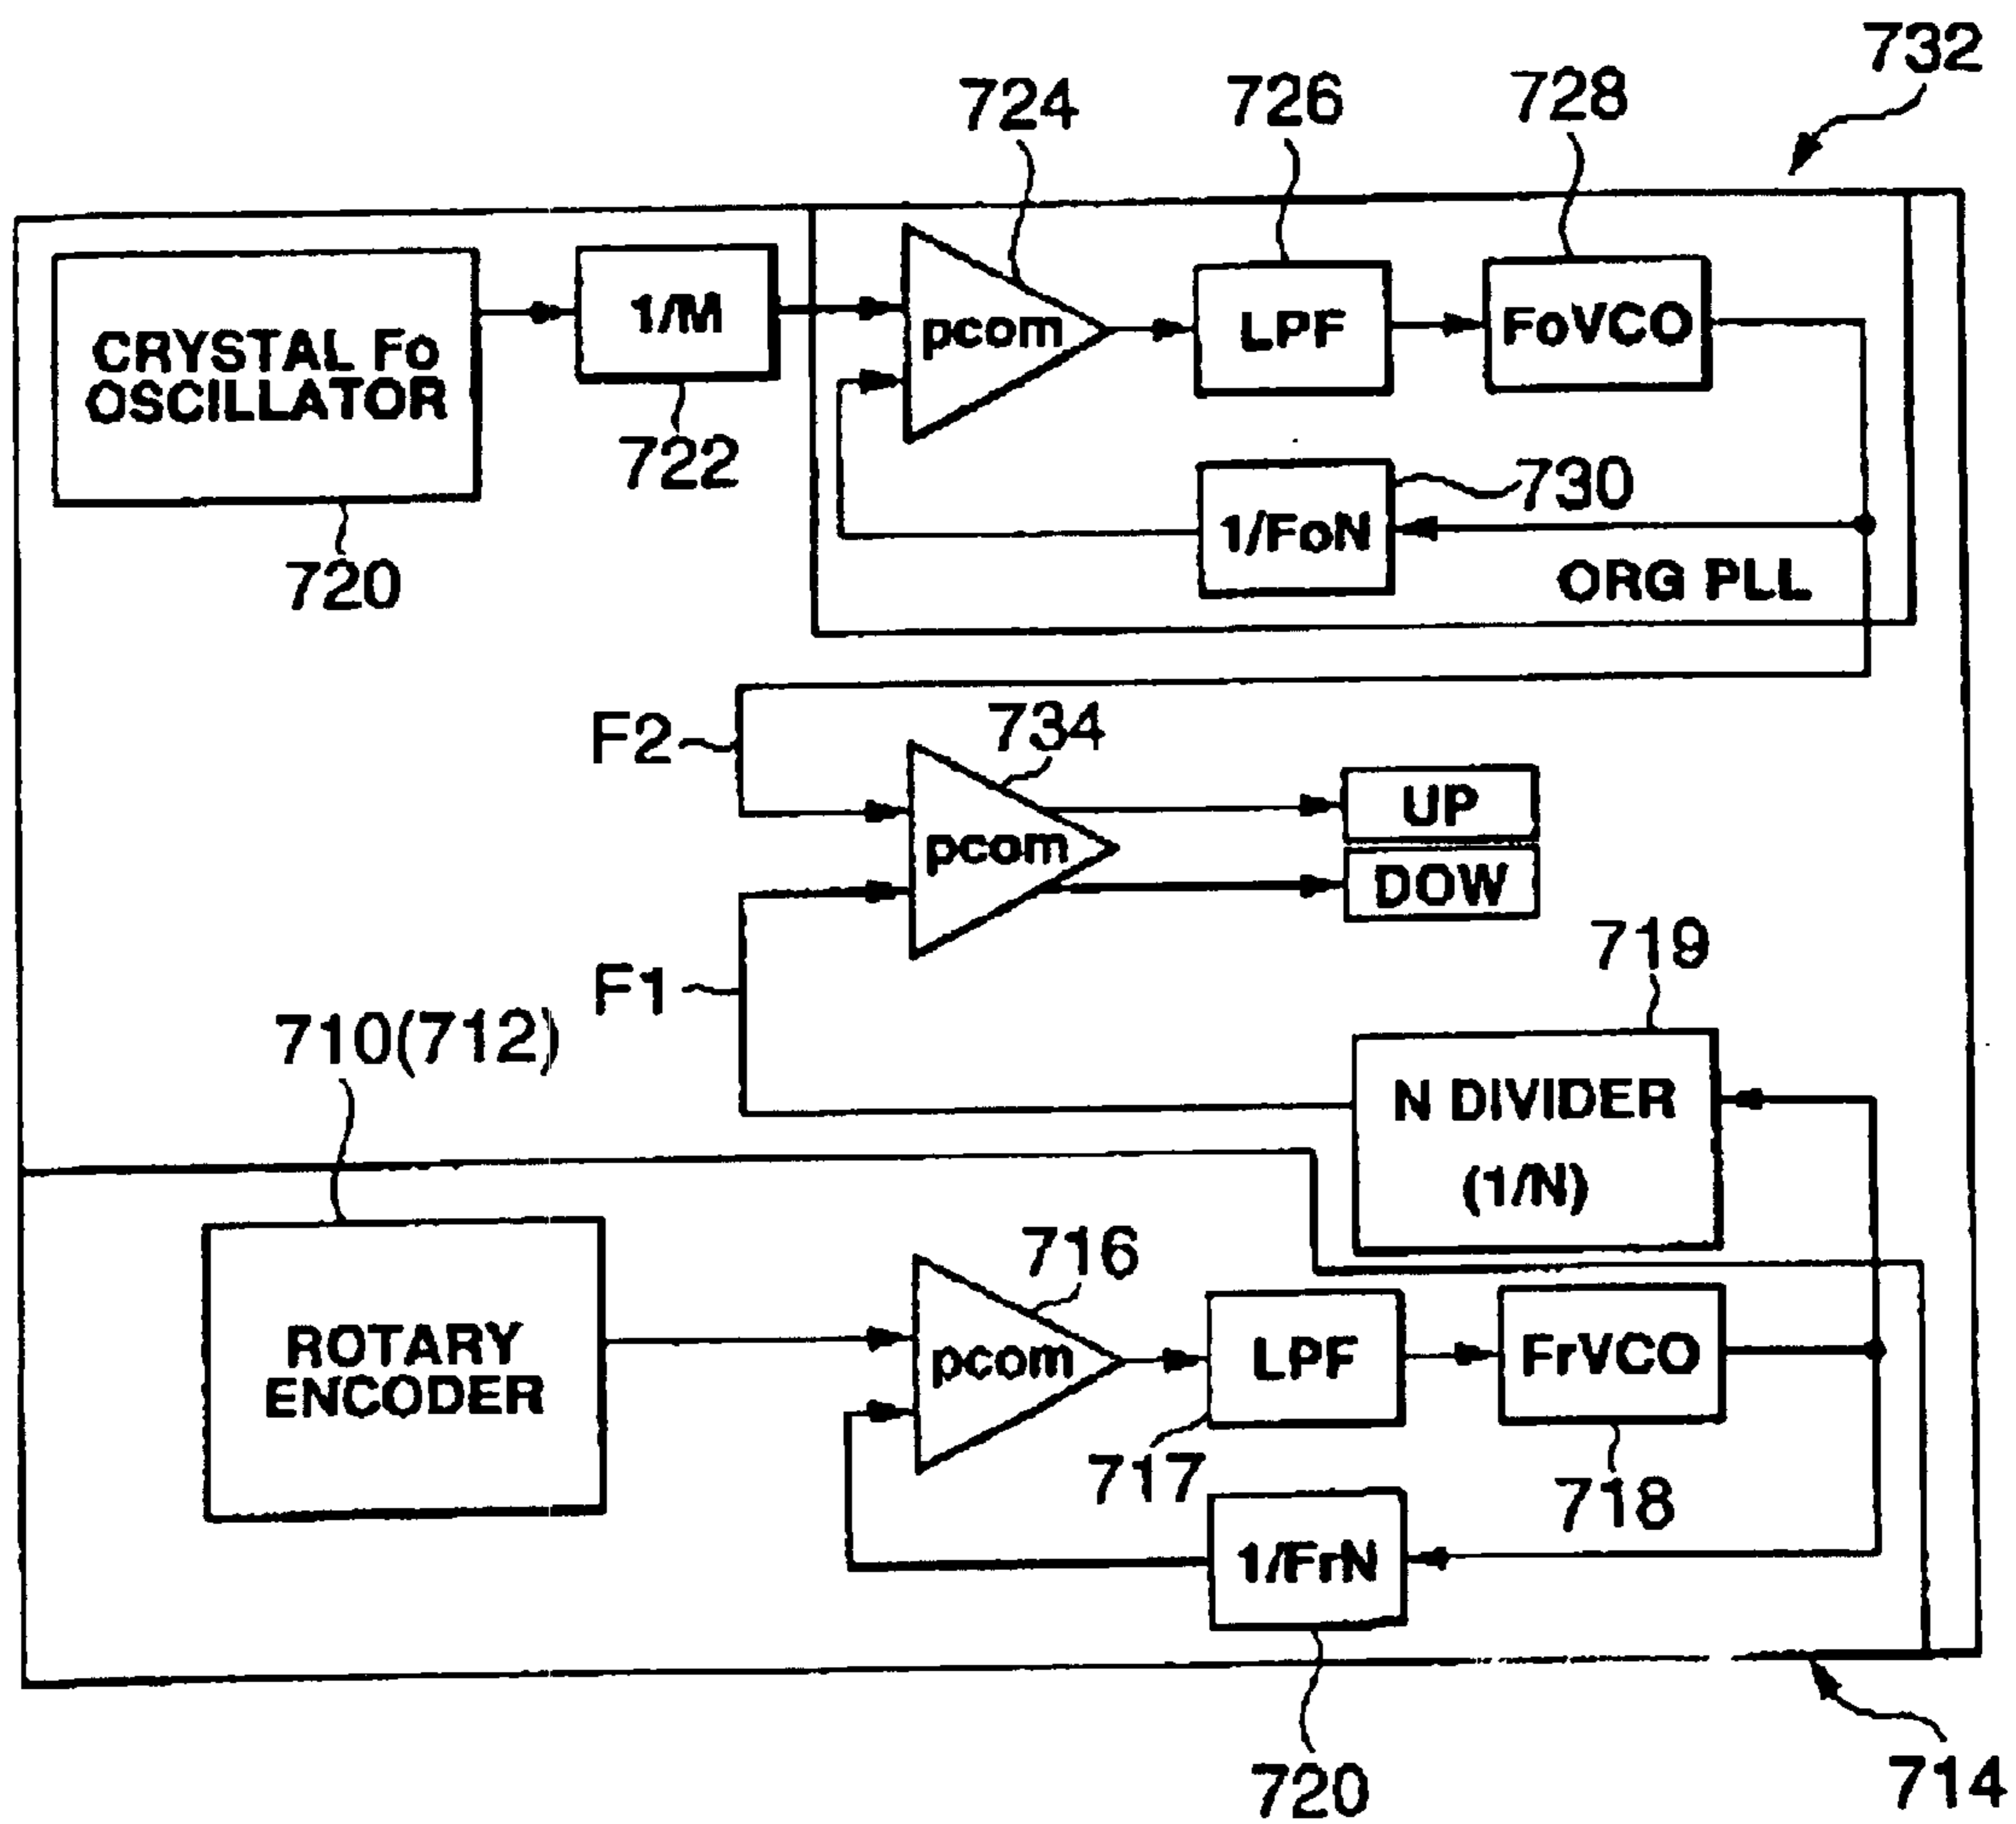 732
724
726
728
CRYSTAL Fo
OSCILLATOR
1/M
pcom
LPF
FoVCO
722
730
1/FoN
720
ORG PLL
F2
734
UP
pcom
DOW
719
F1
710(712)
N DIVIDER
(1/N)
716
ROTARY
ENCODER
pcom
LPF
FrVCO
717
718
1/FrN
720
714